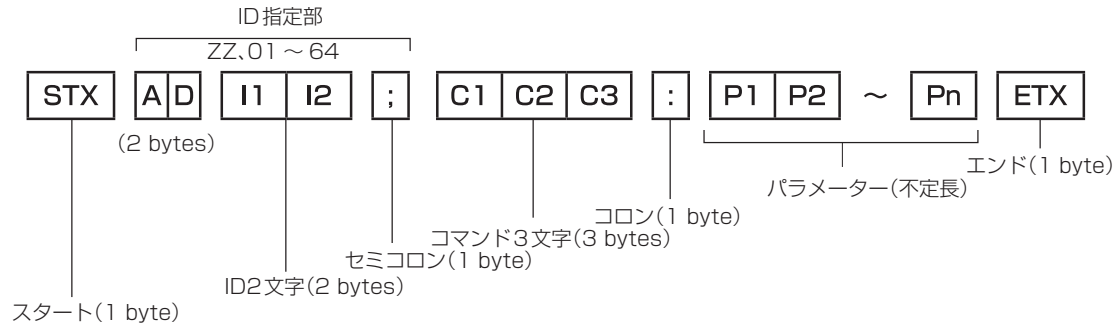 ID指定部
ZZ、01 ～ 64
STX A D I1 I2 ; C1 C2 C3 : P1 P2 ～ Pn ETX
(2 bytes)
エンド(1 byte)
パラメーター(不定長)
コロン(1 byte)
コマンド3文字(3 bytes)
セミコロン(1 byte)
ID2文字(2 bytes)
スタート(1 byte)